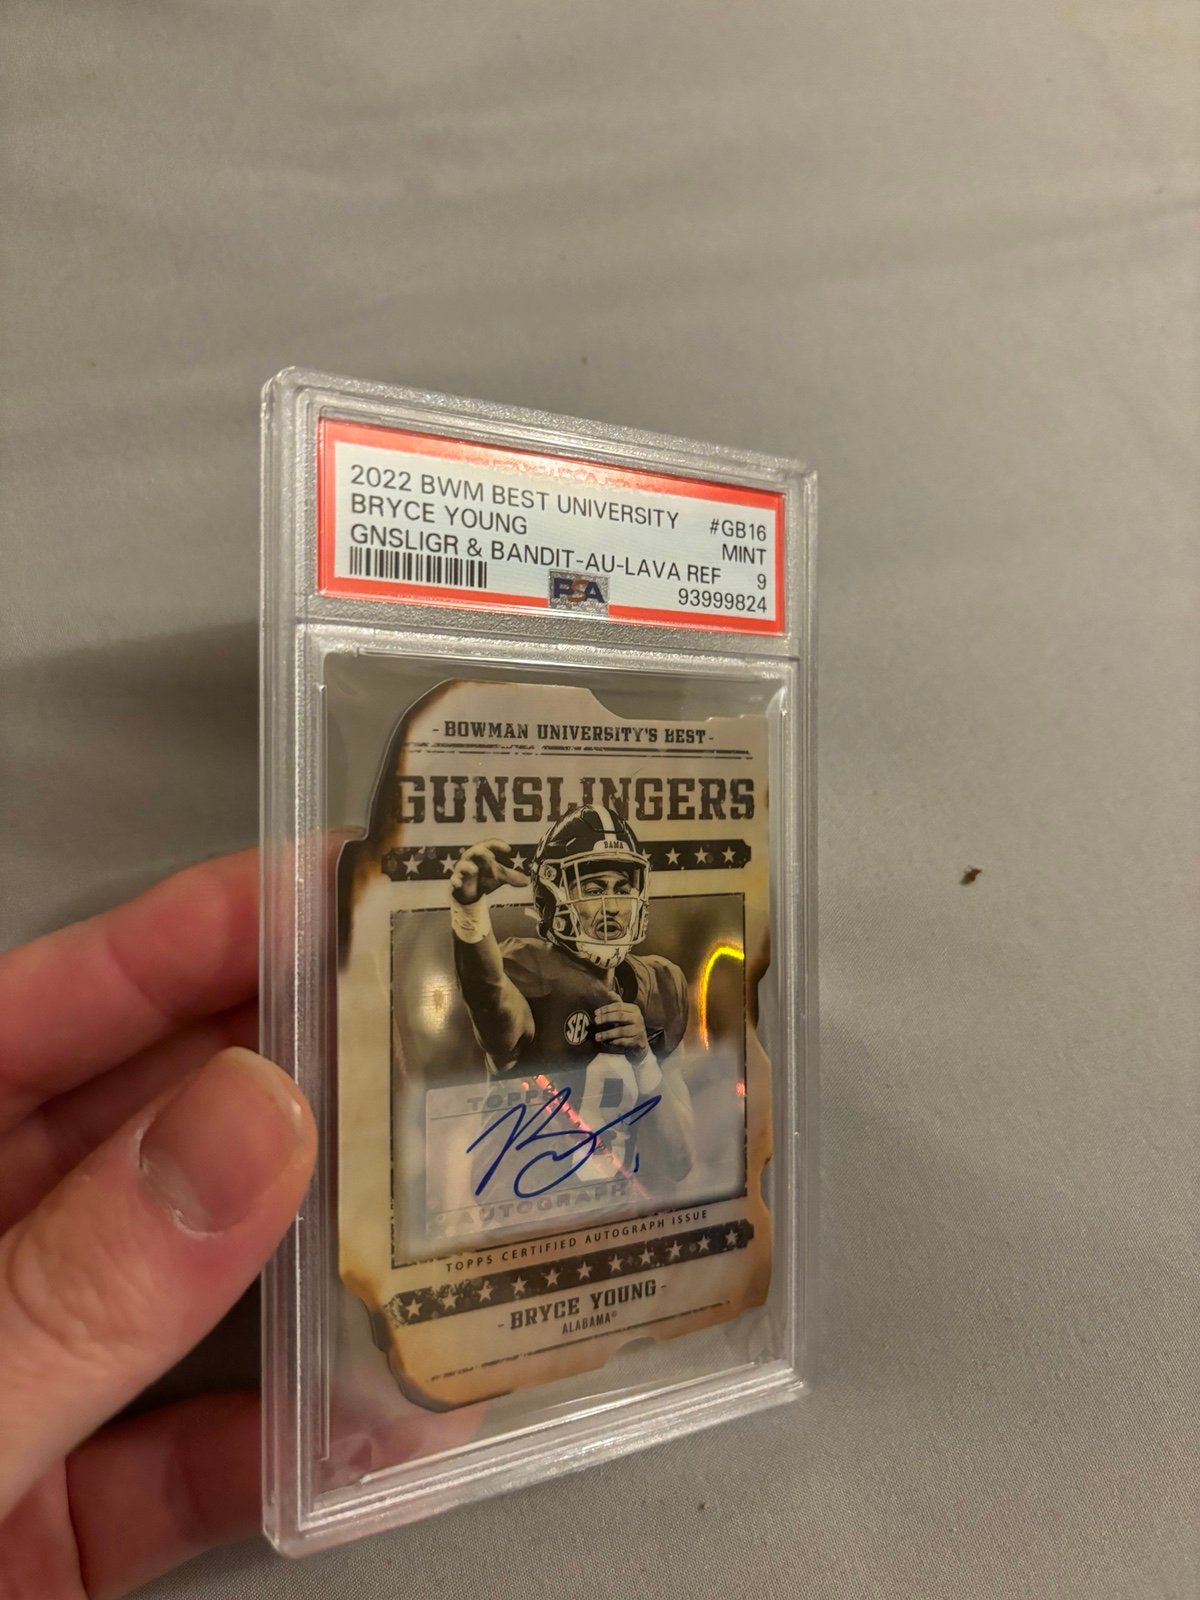 2022 BWM BEST UNIVERSITY #GB16
BRYCE YOUNG MINT
GNSLIGR & BANDIT-AU-LAVA REF 9
PSA 93999824
- BOWMAN UNIVERSITY'S BEST -
GUNSLINGERS
BAMA
SEC
TOPPS
AUTOGRAPH
TOPPS CERTIFIED AUTOGRAPH ISSUE
- BRYCE YOUNG -
ALABAMA®